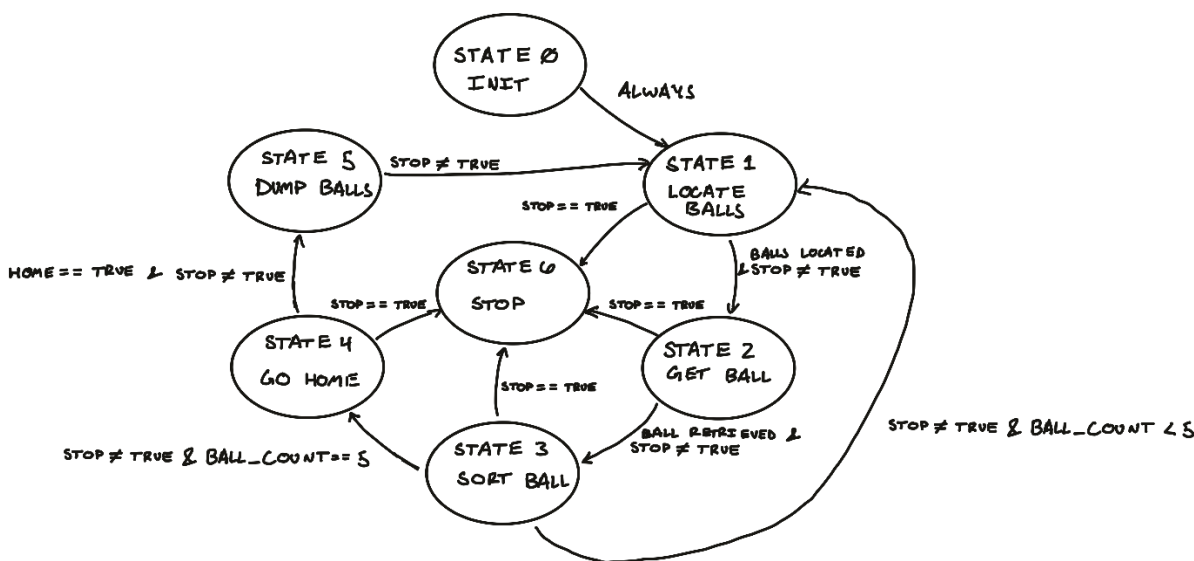 STATE 0
INIT
ALWAYS
STATE 5
DUMP BALLS
STOP ≠ TRUE
STATE 1
LOCATE
BALLS
STOP == TRUE
BALLS LOCATED
& STOP ≠ TRUE
HOME == TRUE & STOP ≠ TRUE
STATE 6
STOP
STOP == TRUE
STOP == TRUE
STATE 4
GO HOME
STATE 2
GET BALL
STOP == TRUE
STOP ≠ TRUE & BALL_COUNT == 5
BALL RETRIEVED &
STOP ≠ TRUE
STOP ≠ TRUE & BALL_COUNT < 5
STATE 3
SORT BALL